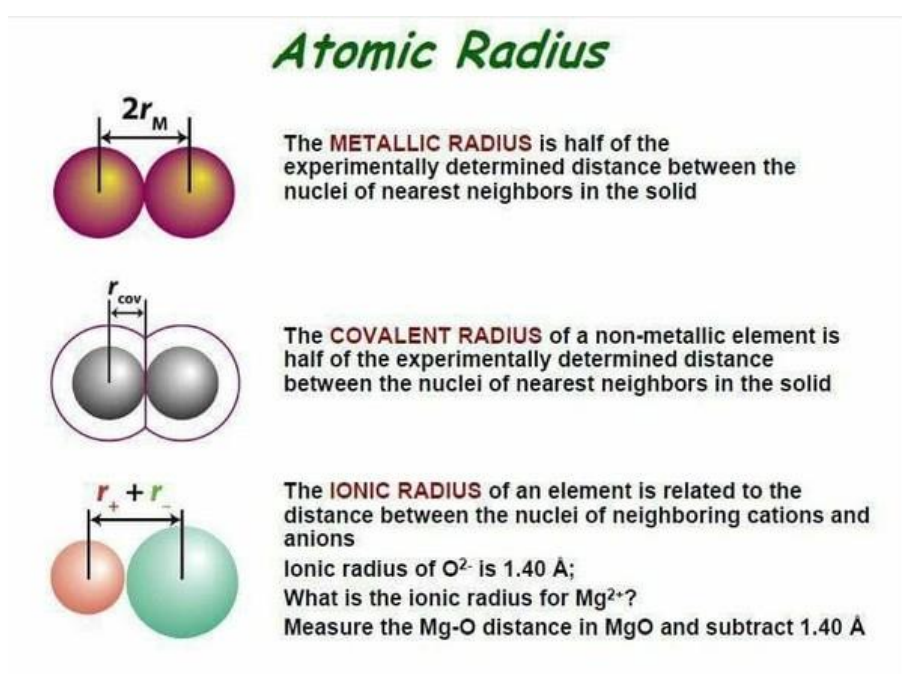 Atomic Radius
2rM
The METALLIC RADIUS is half of the
experimentally determined distance between the
nuclei of nearest neighbors in the solid
rcov
The COVALENT RADIUS of a non-metallic element is
half of the experimentally determined distance
between the nuclei of nearest neighbors in the solid
r+ + r-
The IONIC RADIUS of an element is related to the
distance between the nuclei of neighboring cations and
anions
Ionic radius of O²⁻ is 1.40 Å;
What is the ionic radius for Mg²⁺?
Measure the Mg-O distance in MgO and subtract 1.40 Å